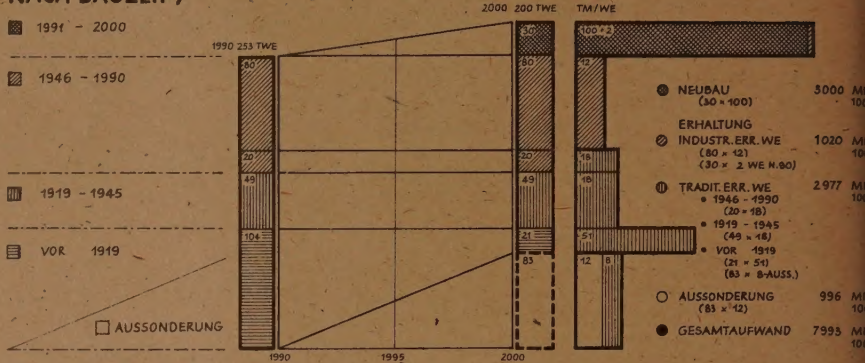 2000 200 TWE
TM/WE
1991 - 2000
1990 253 TWE
1946 - 1990
1919 - 1945
VOR 1919
AUSSONDERUNG
80
20
49
104
30
80
20
49
21
83
100+2
12
18
18
51
12 8
1990
1995
2000
NEUBAU 3000
(30 × 100)
ERHALTUNG
INDUSTR. ERR. WE 1020
(80 × 12)
(30 × 2 WE N.90)
TRADIT. ERR. WE 2977
• 1946 - 1990
(20 × 18)
• 1919 - 1945
(49 × 18)
• VOR 1919
(21 × 51)
(83 × 8-AUSS.)
AUSSONDERUNG 996
(83 × 12)
GESAMTAUFWAND 7993